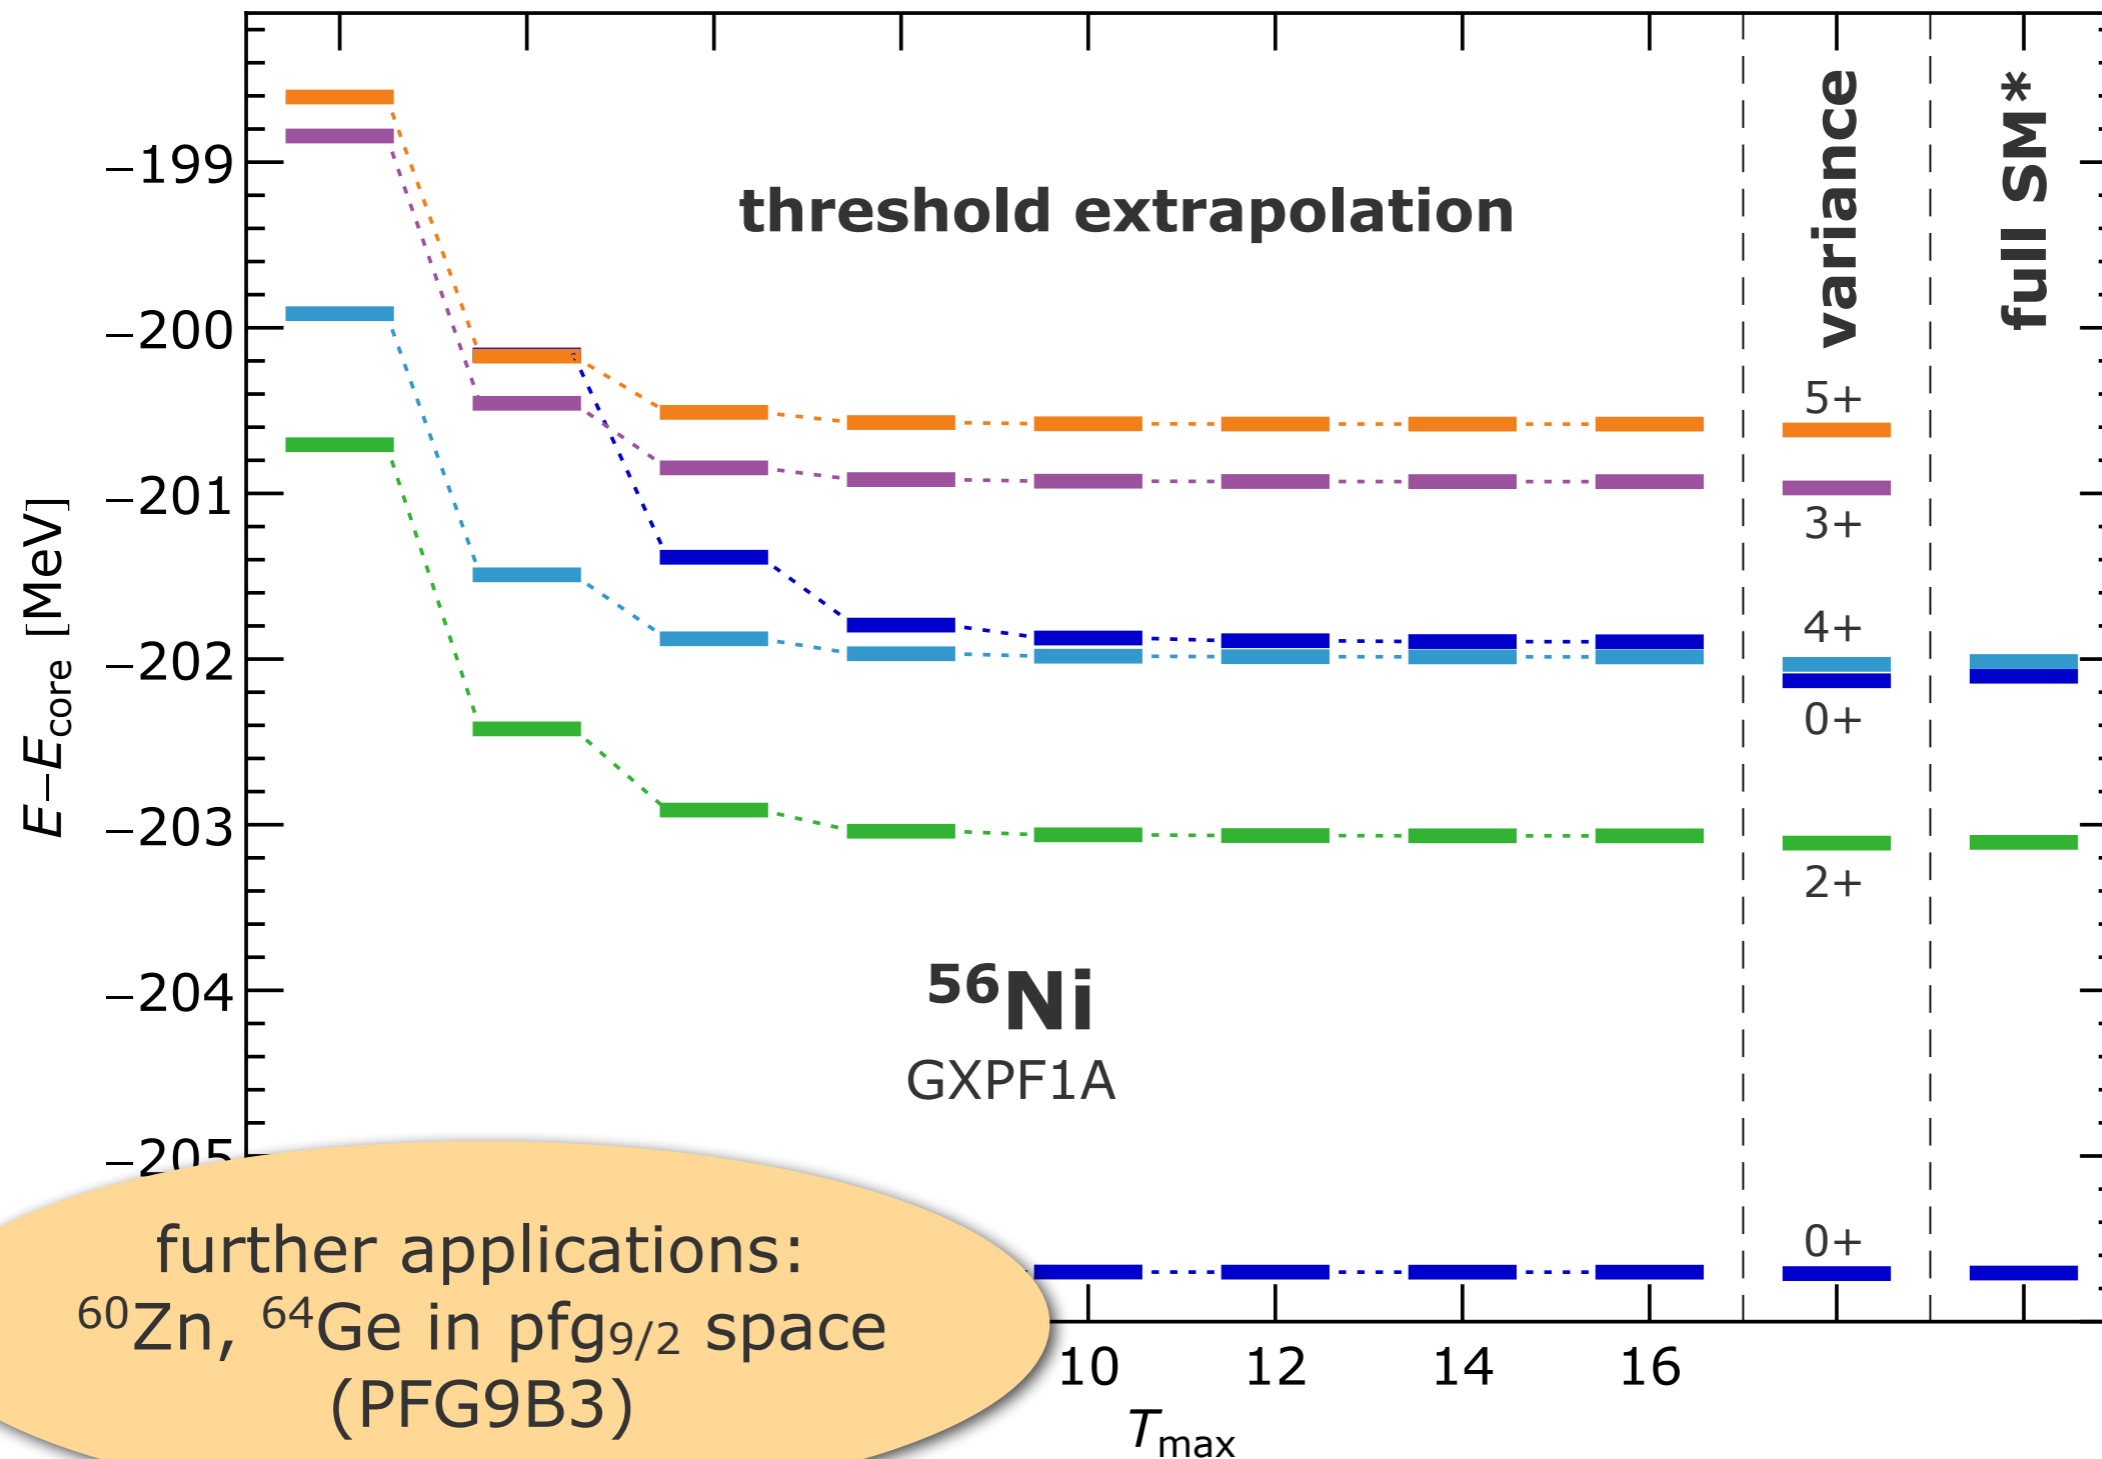 threshold extrapolation
variance
full SM*
−199
−200
−201
−202
−203
−204
−205
E−Ecore [MeV]
5+
3+
4+
0+
2+
0+
⁵⁶Ni
GXPF1A
further applications:
⁶⁰Zn, ⁶⁴Ge in pfg₉/₂ space
(PFG9B3)
10 12 14 16
Tmax